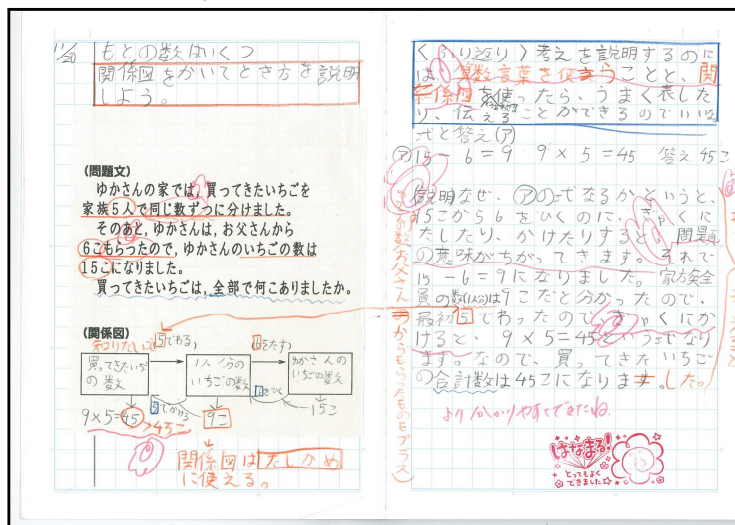 11/20
もとの数はいくつ
関係図をかいてとき方を説明
しよう。
(問題文)
ゆかさんの家では,買ってきたいちごを
家族5人で同じ数ずつに分けました。
そのあと,ゆかさんは,お父さんから
6こもらったので,ゆかさんのいちごの数は
15こになりました。
買ってきたいちごは,全部で何こありましたか。
(関係図)
知りたいこと
5でわる)
6たす)
買ってきたいち
ごの数
1人分の
いちごの数
ゆかさんの
いちごの数
5でかける
6をひく
9×5=45
45こ
9こ
15こ
関係図はたしかめ
に使える。
くふり返り〉考えを説明するのに
は、算数言葉を使うことと、関
係図を使ったら、うまく表した
り、伝えることができるのでいいな。
式と答え(ア)
㋐15-6=9 9×5=45 答え45こ
説明なぜ、㋐の式なるかというと、
15こから6をひくのに、ぎゃくに
たしたり、かけたりすると、問題
の意味がちがってきます。それで
15-6=9になりました。家族全
員の数(1人分)は9こだと分かったので、
最初5でわったので、ぎゃくにか
けると、9×5=45という式になり
ます。なので、買ってきたいちご
の合計数は45こになりました。
お父さんからもらったものもプラス)
より分かりやすくできたね。
はなまる!
とってもよく
できました